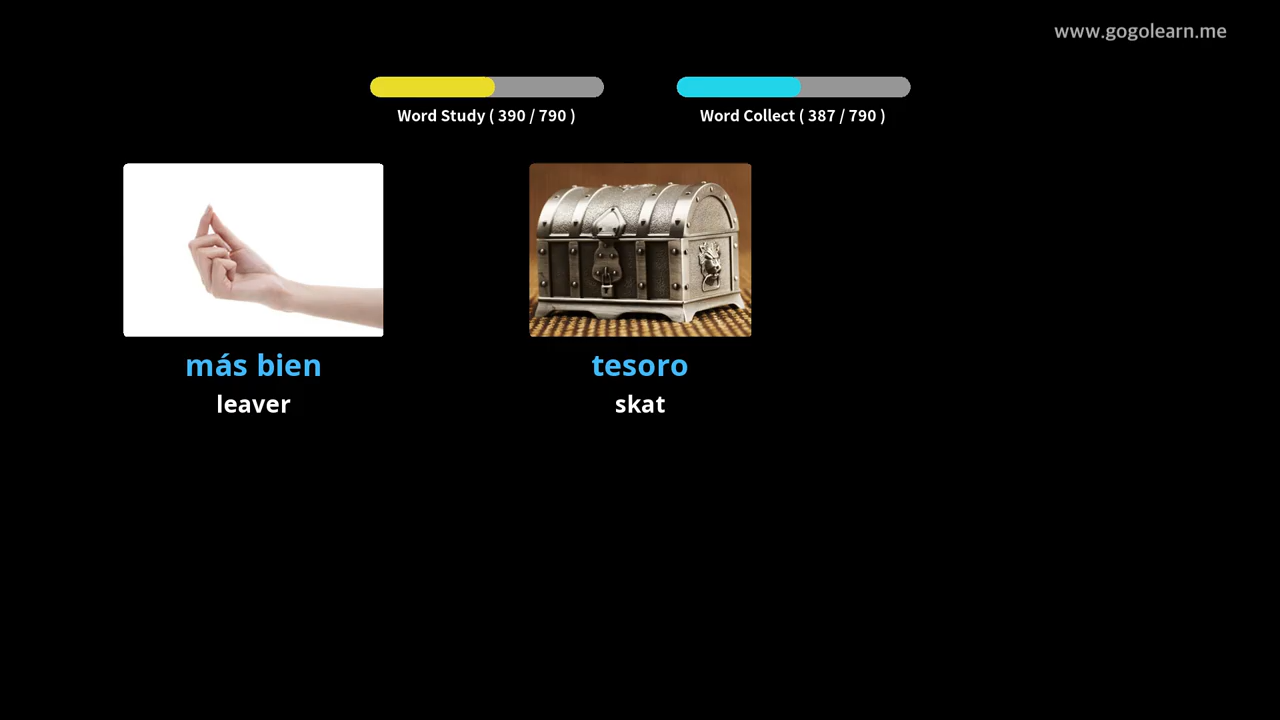 www.gogolearn.me
Word Study ( 390 / 790 )
Word Collect ( 387 / 790 )
más bien
leaver
tesoro
skat